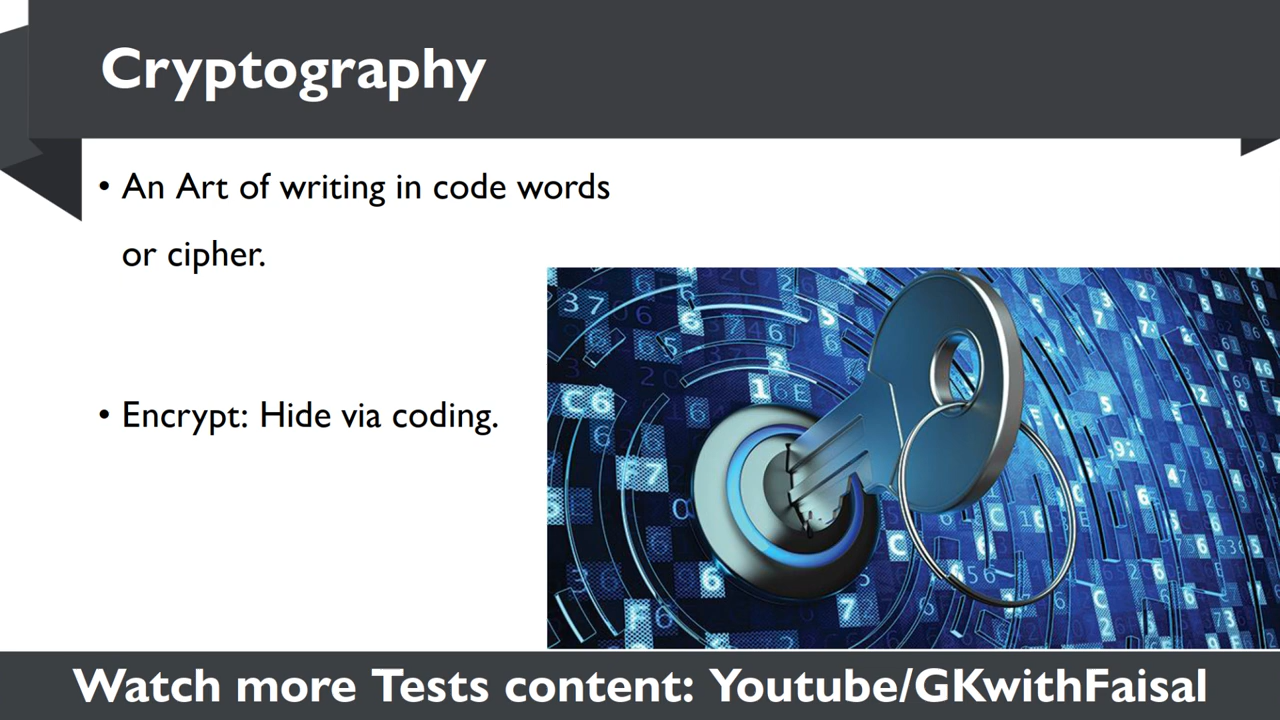 Cryptography
• An Art of writing in code words
or cipher.
• Encrypt: Hide via coding.
Watch more Tests content: Youtube/GKwithFaisal